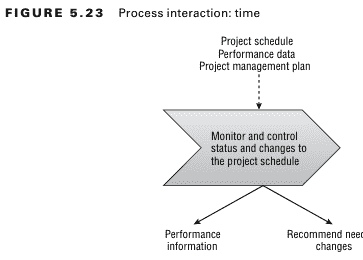 FIGURE 5.23 Process interaction: time
Project schedule
Performance data
Project management plan
Monitor and control
status and changes to
the project schedule
Performance
information
Recommend
changes